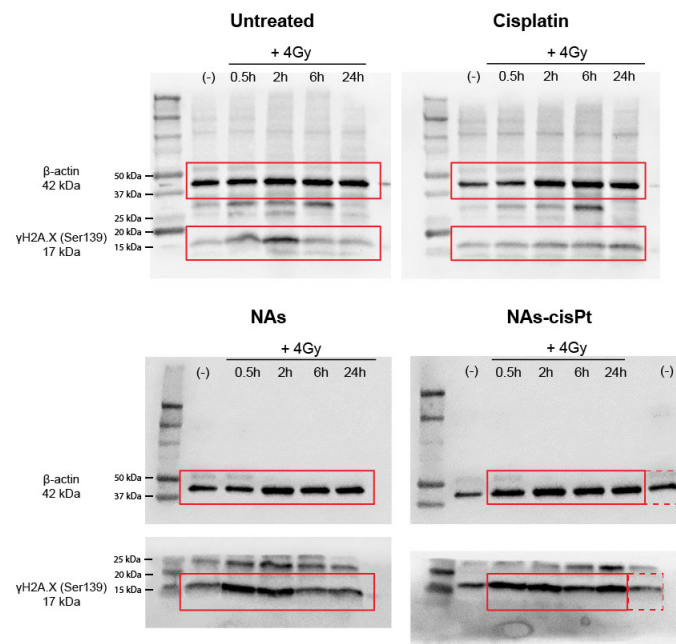 Untreated
Cisplatin
+ 4Gy
+ 4Gy
(-) 0.5h 2h 6h 24h
(-) 0.5h 2h 6h 24h
β-actin
42 kDa
50 kDa
37 kDa
25 kDa
20 kDa
15 kDa
γH2A.X (Ser139)
17 kDa
NAs
NAs-cisPt
+ 4Gy
+ 4Gy
(-) 0.5h 2h 6h 24h
(-) 0.5h 2h 6h 24h (-)
β-actin
42 kDa
50 kDa
37 kDa
25 kDa
20 kDa
15 kDa
γH2A.X (Ser139)
17 kDa